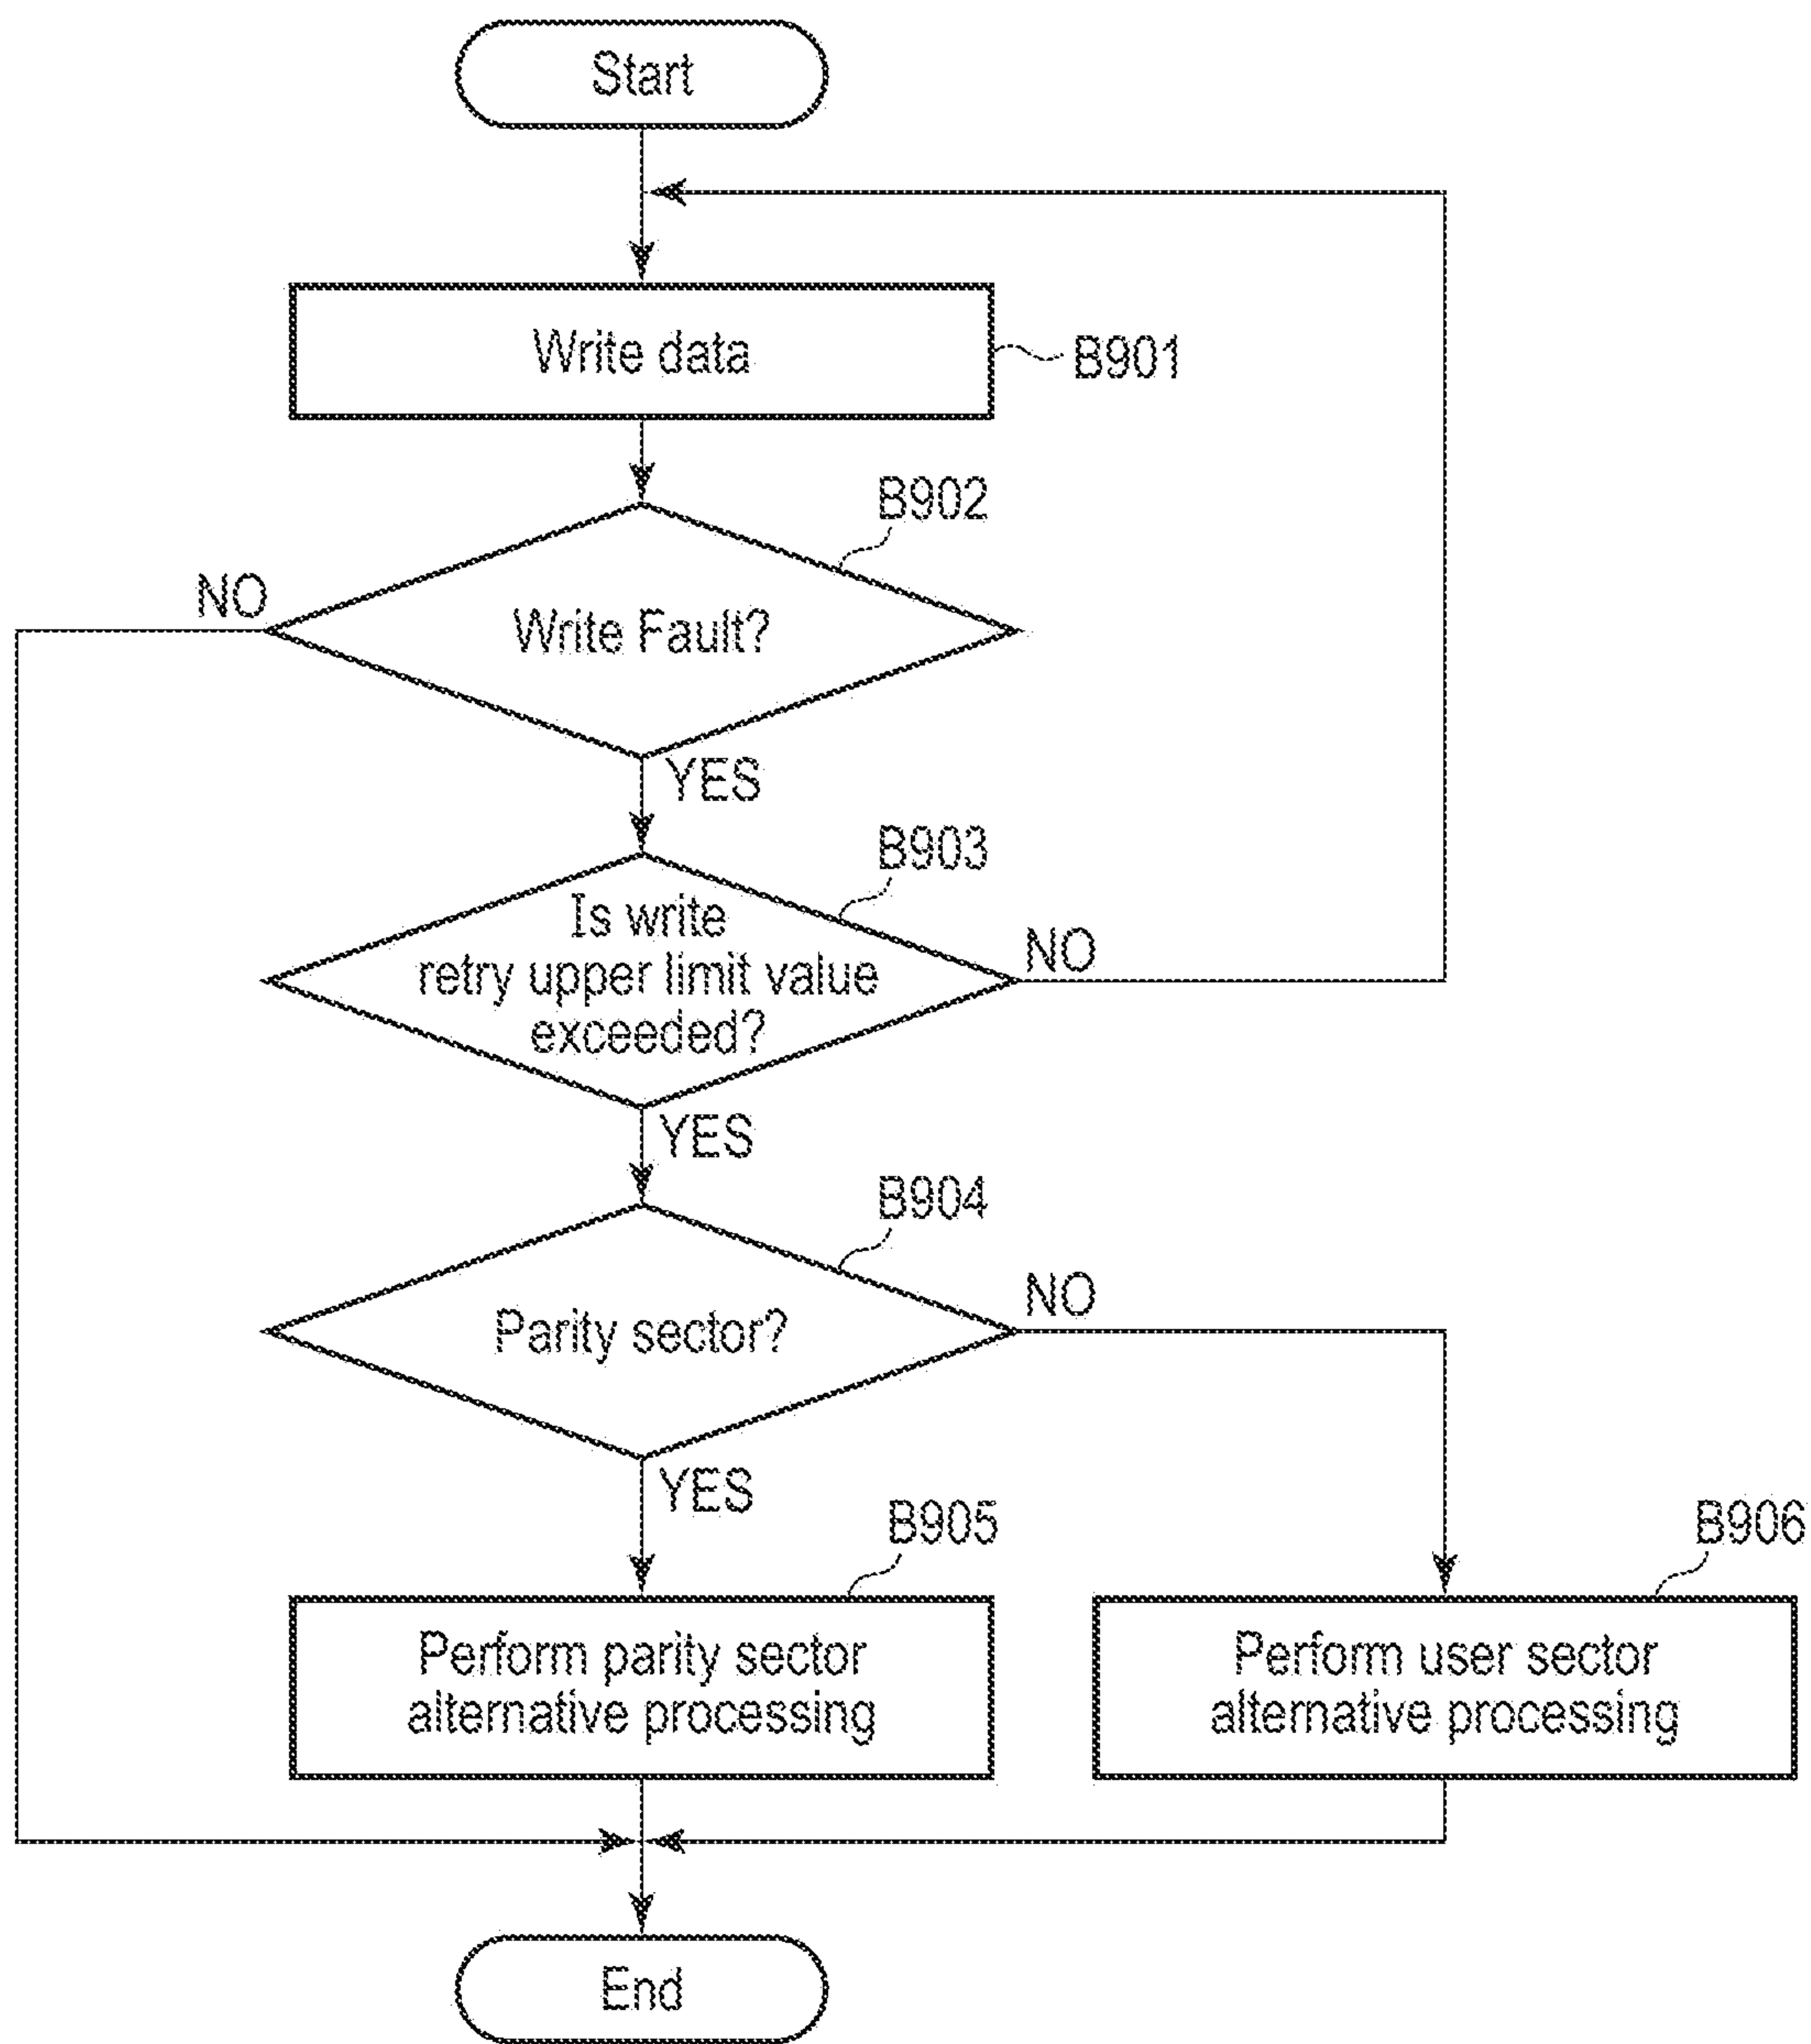 Start
Write data
B901
B902
NO
Write Fault?
YES
B903
Is write
retry upper limit value
exceeded?
NO
YES
B904
NO
Parity sector?
YES
B905
B906
Perform parity sector
alternative processing
Perform user sector
alternative processing
End